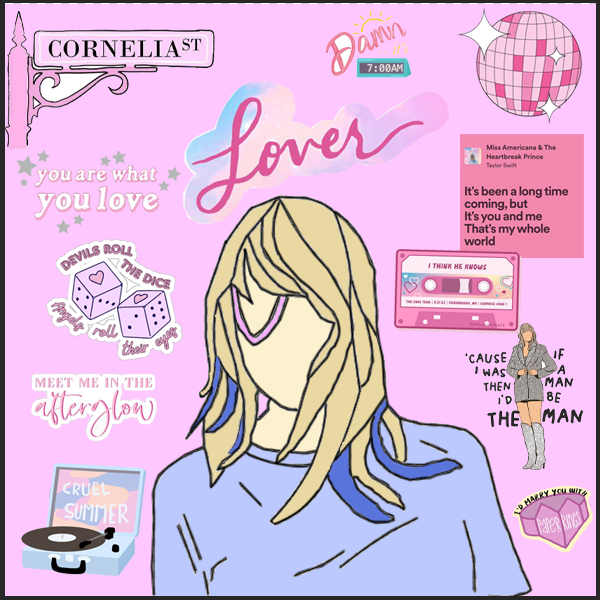 CORNELIA ST
Damn
7:00AM
you are what
you love
Lover
Miss Americana & The
Heartbreak Prince
Taylor Swift
It's been a long time
coming, but
It's you and me
That's my whole
world
DEVILS ROLL
THE DICE
Angels roll
their eyes
I THINK HE KNOWS
'CAUSE IF
I WAS A
THEN MAN
I'D BE
THE MAN
MEET ME IN THE
afterglow
CRUEL
SUMMER
I'D MARRY YOU WITH
PAPER RINGS